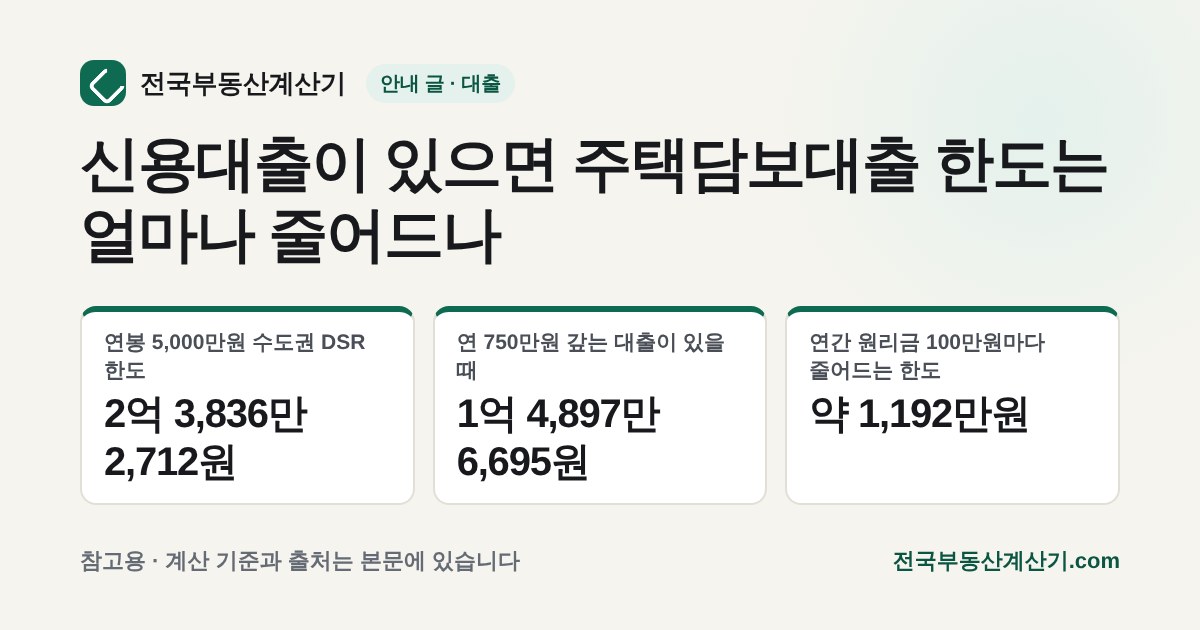 전국부동산계산기
안내 글 · 대출
신용대출이 있으면 주택담보대출 한도는
얼마나 줄어드나
연봉 5,000만원 수도권 DSR
한도
2억 3,836만
2,712원
연 750만원 갚는 대출이 있을
때
1억 4,897만
6,695원
연간 원리금 100만원마다
줄어드는 한도
약 1,192만원
참고용 · 계산 기준과 출처는 본문에 있습니다
전국부동산계산기.com